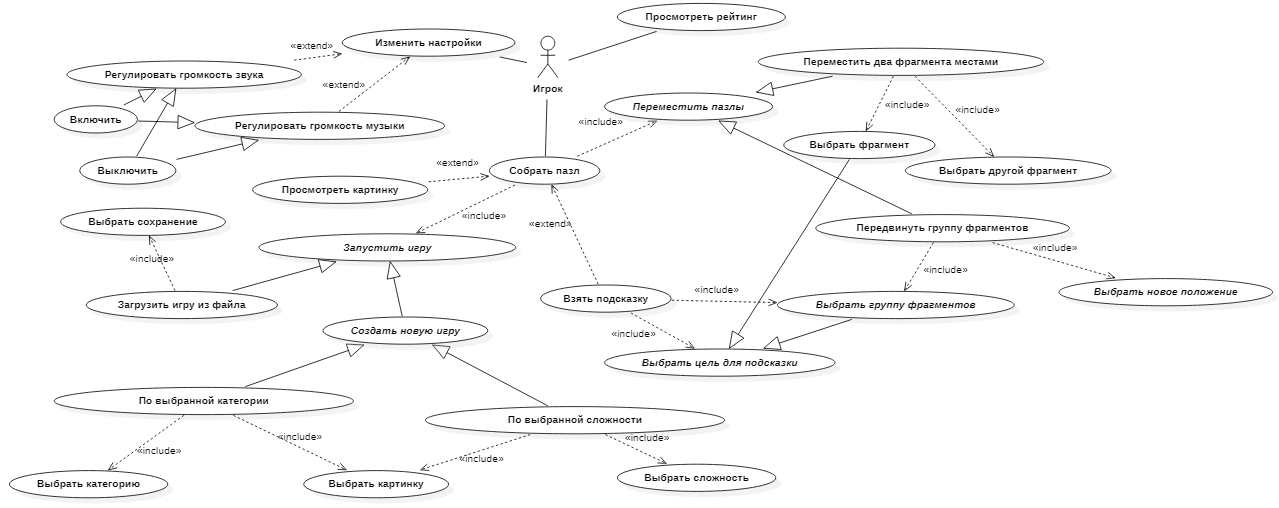 Просмотреть рейтинг
«extend»
Изменить настройки
Переместить два фрагмента местами
Регулировать громкость звука
«extend»
Игрок
Переместить пазлы
«include»
«include»
Включить
Регулировать громкость музыки
«include»
Выбрать фрагмент
Выключить
«extend»
Собрать пазл
Выбрать другой фрагмент
Просмотреть картинку
Выбрать сохранение
«include»
«extend»
Передвинуть группу фрагментов
«include»
Запустить игру
«include»
«include»
Загрузить игру из файла
Взять подсказку
«include»
Выбрать группу фрагментов
Выбрать новое положение
Создать новую игру
«include»
Выбрать цель для подсказки
По выбранной категории
По выбранной сложности
«include»
«include»
«include»
«include»
Выбрать категорию
Выбрать картинку
Выбрать сложность